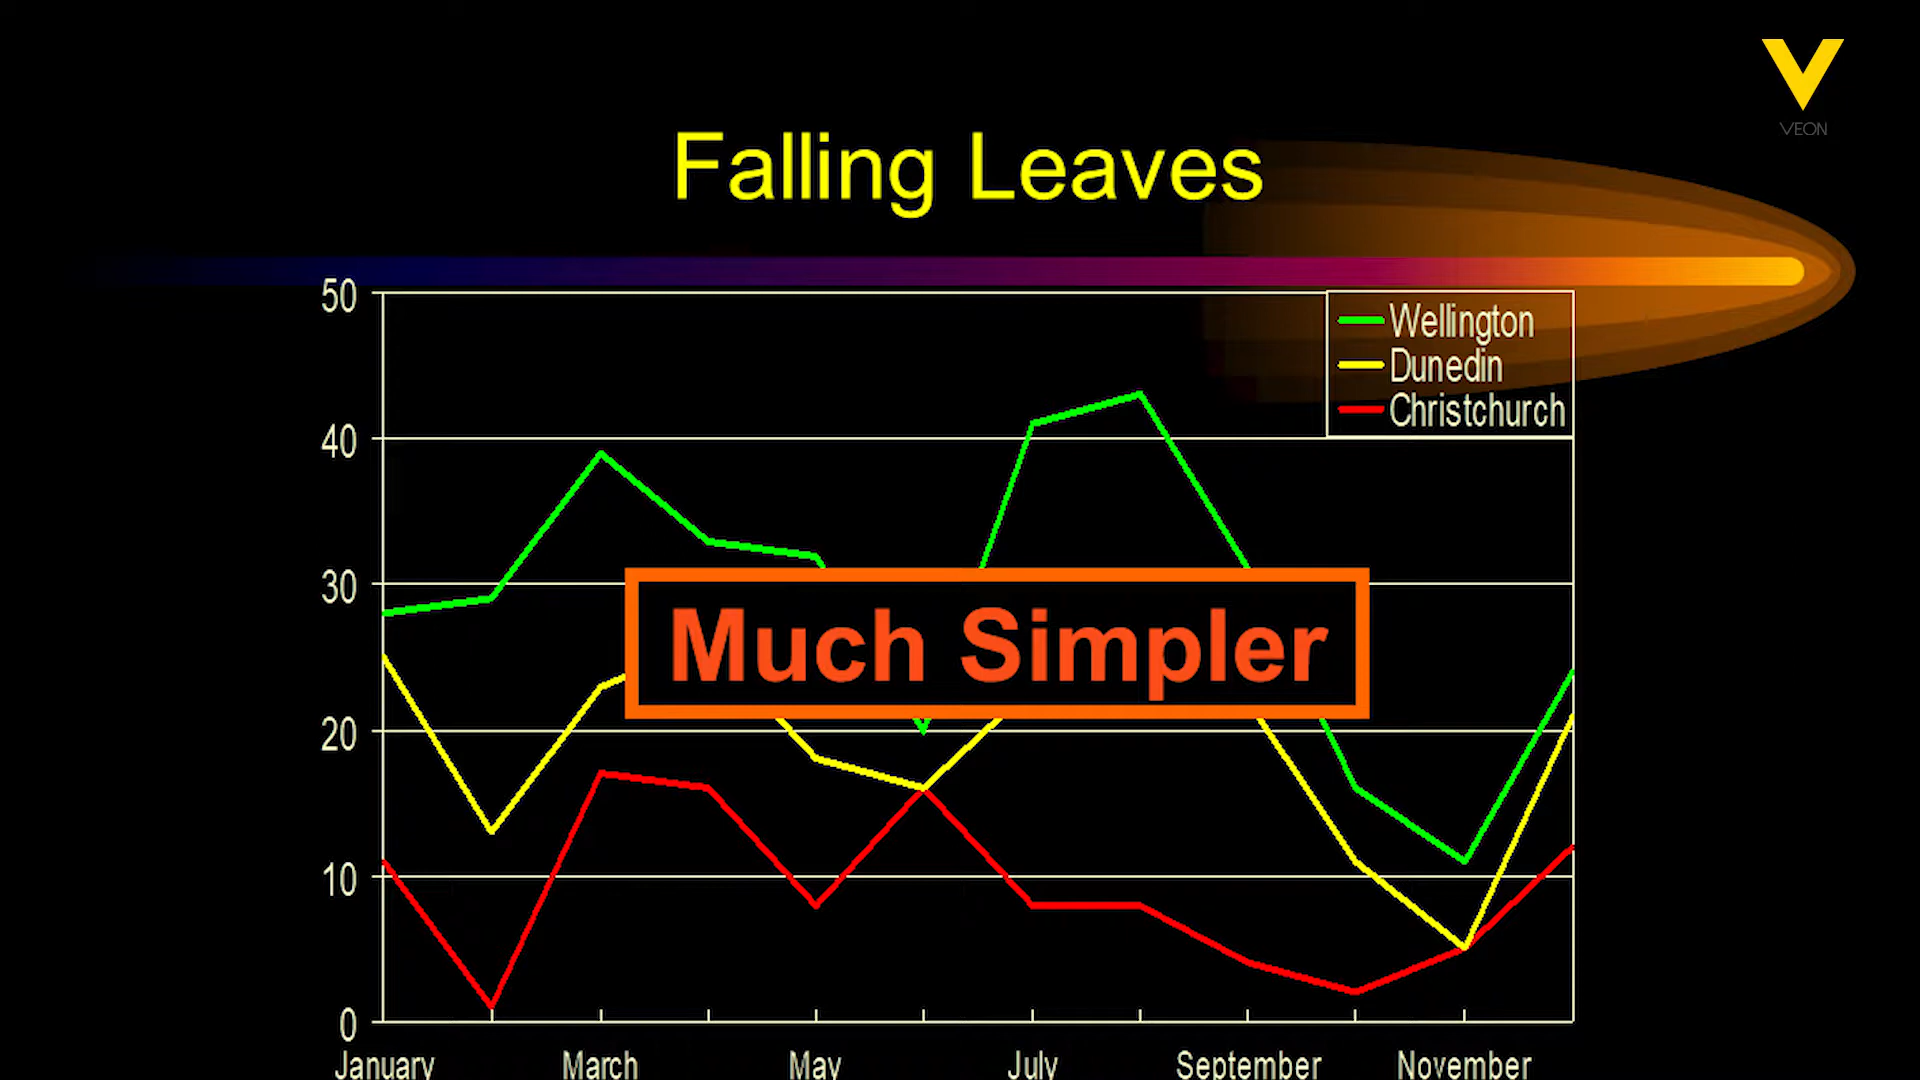 VEON
Falling Leaves
50
Wellington
Dunedin
Christchurch
40
30
Much Simpler
20
10
0
January March May July September November